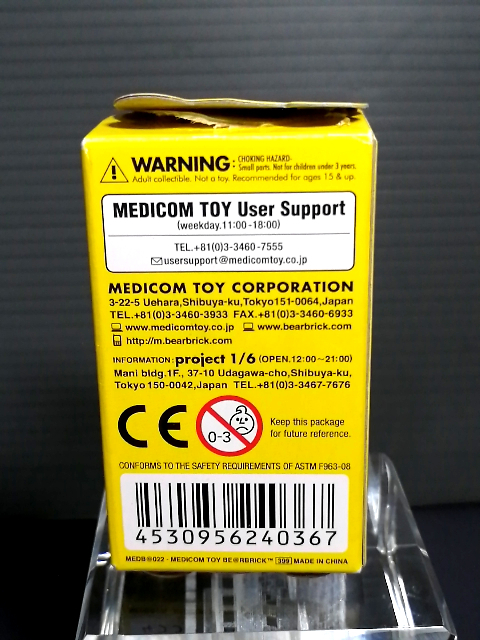 WARNING: CHOKING HAZARD-
Small parts. Not for children under 3 years.
Adult collectible. Not a toy. Recommended for ages 15 & up.
MEDICOM TOY User Support
(weekday.11:00-18:00)
TEL.+81(0)3-3460-7555
usersupport@medicomtoy.co.jp
MEDICOM TOY CORPORATION
3-22-5 Uehara,Shibuya-ku,Tokyo151-0064,Japan
TEL.+81(0)3-3460-3933 FAX.+81(0)3-3460-6933
www.medicomtoy.co.jp www.bearbrick.com
http://m.bearbrick.com
INFORMATION: project 1/6 (OPEN.12:00~21:00)
Mani bldg.1F., 37-10 Udagawa-cho,Shibuya-ku,
Tokyo 150-0042,Japan TEL.+81(0)3-3467-7676
CE 0-3 Keep this package
for future reference.
CONFORMS TO THE SAFETY REQUIREMENTS OF ASTM F963-08
4530956240367
MEDB@022 - MEDICOM TOY BE@RBRICK™ 399 MADE IN CHINA